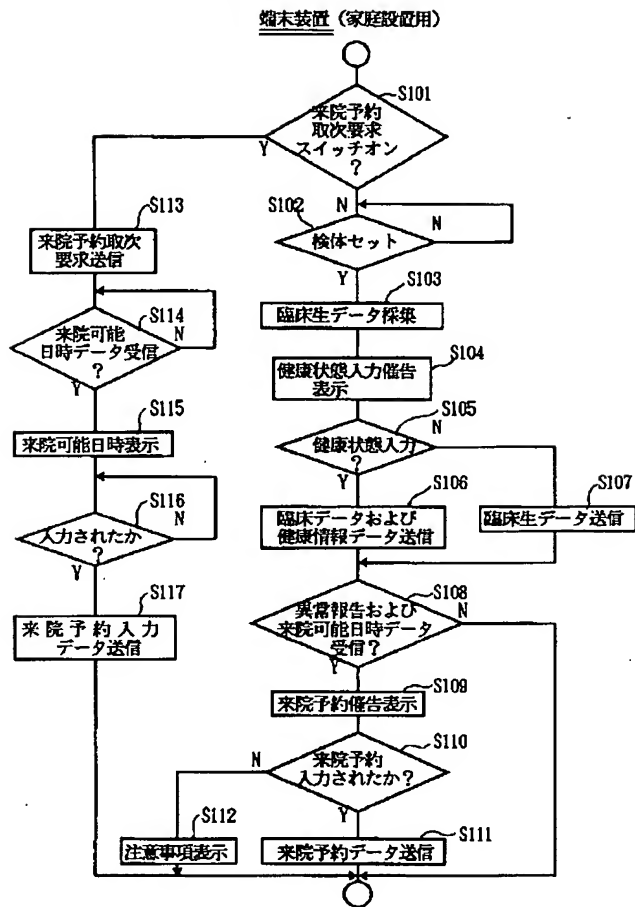 端末装置 (家庭設置用)
S101
来院予約
取次要求
スイッチオン
?
Y
N
S102
検体セット
N
Y
S103
臨床生データ採集
S104
健康状態入力催告
表示
S105
健康状態入力
?
N
Y
S106
臨床データおよび
健康情報データ送信
S107
臨床生データ送信
S108
異常報告および
来院可能日時データ
受信?
N
Y
S109
来院予約催告表示
S110
来院予約
入力されたか?
N
Y
S112
注意事項表示
S111
来院予約データ送信
S113
来院予約取次
要求送信
S114
来院可能
日時データ受信
?
N
Y
S115
来院可能日時表示
S116
入力されたか
?
N
Y
S117
来院予約入力
データ送信